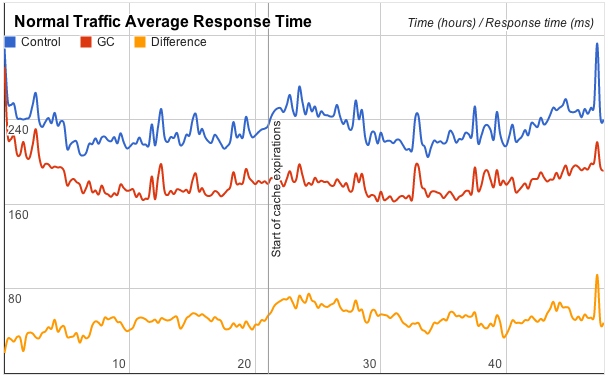 Normal Traffic Average Response Time
Time (hours) / Response time (ms)
Control GC Difference
240
160
80
Start of cache expirations
10 20 30 40